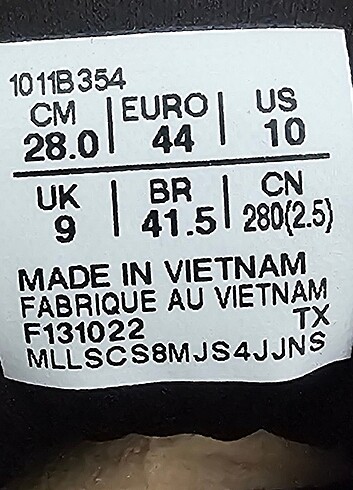 1011B354
CM | EURO | US
28.0 | 44 | 10
UK | BR | CN
9 | 41.5 | 280(2.5)
MADE IN VIETNAM
FABRIQUE AU VIETNAM
F131022 TX
MLLSCS8MJS4JJNS